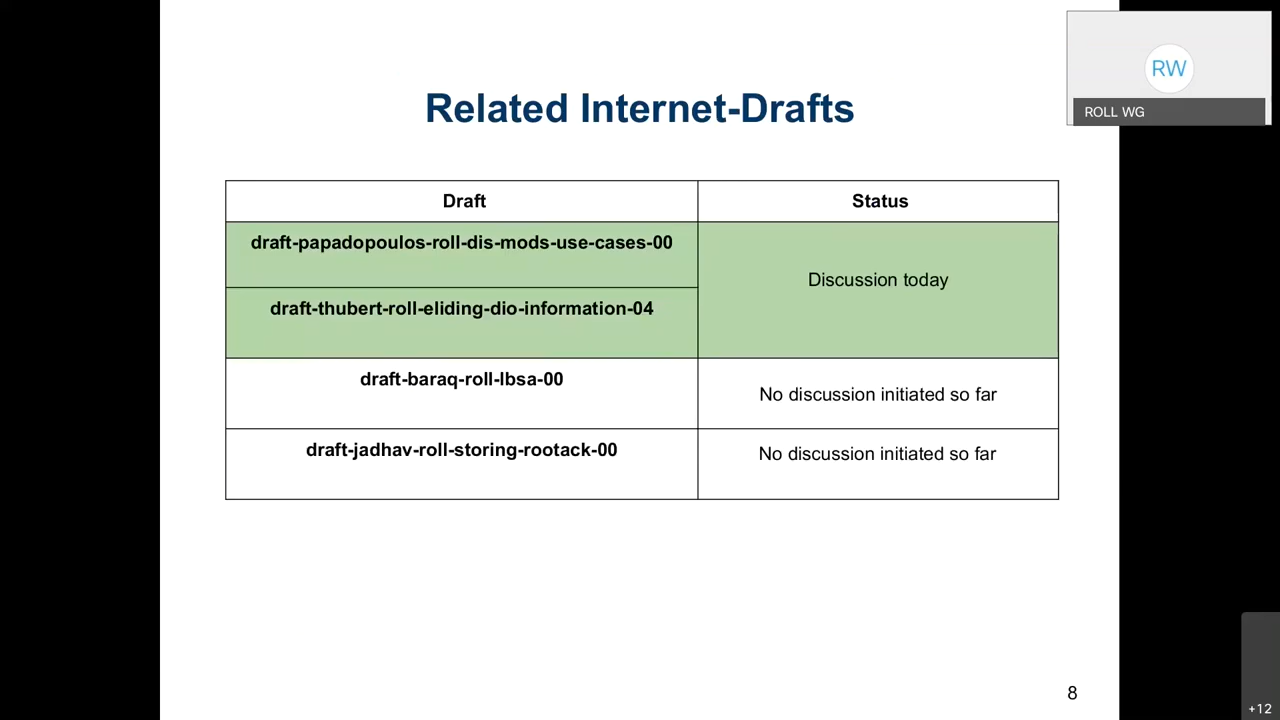 RW
ROLL WG
Related Internet-Drafts
Draft Status
draft-papadopoulos-roll-dis-mods-use-cases-00
Discussion today
draft-thubert-roll-eliding-dio-information-04
draft-baraq-roll-lbsa-00
No discussion initiated so far
draft-jadhav-roll-storing-rootack-00
No discussion initiated so far
8
+12